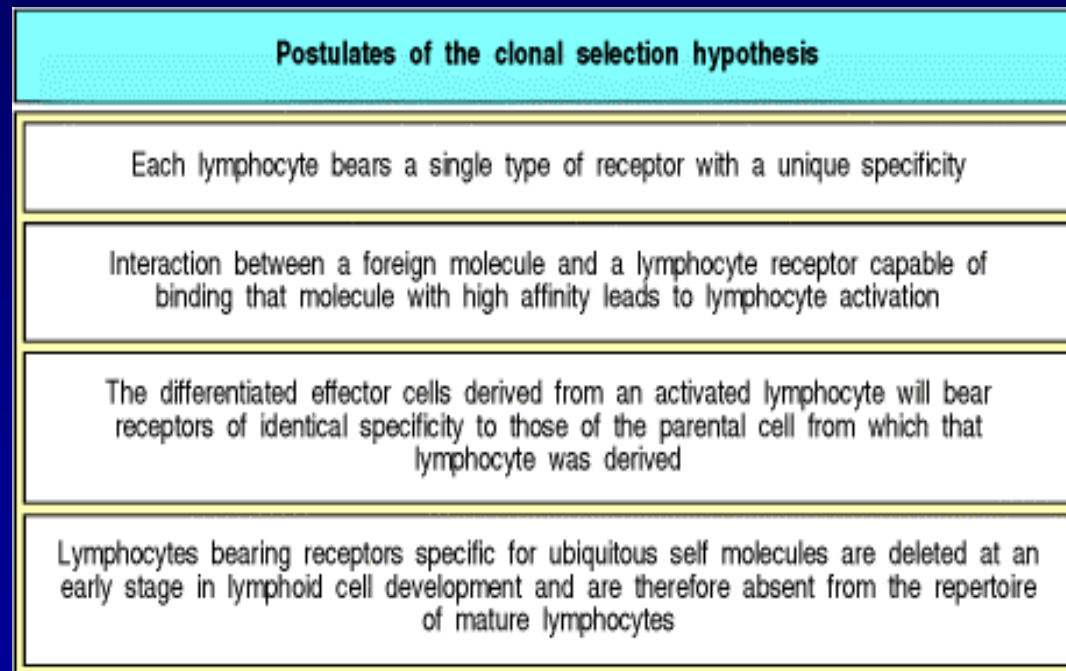 Postulates of the clonal selection hypothesis
Each lymphocyte bears a single type of receptor with a unique specificity
Interaction between a foreign molecule and a lymphocyte receptor capable of
binding that molecule with high affinity leads to lymphocyte activation
The differentiated effector cells derived from an activated lymphocyte will bear
receptors of identical specificity to those of the parental cell from which that
lymphocyte was derived
Lymphocytes bearing receptors specific for ubiquitous self molecules are deleted at an
early stage in lymphoid cell development and are therefore absent from the repertoire
of mature lymphocytes